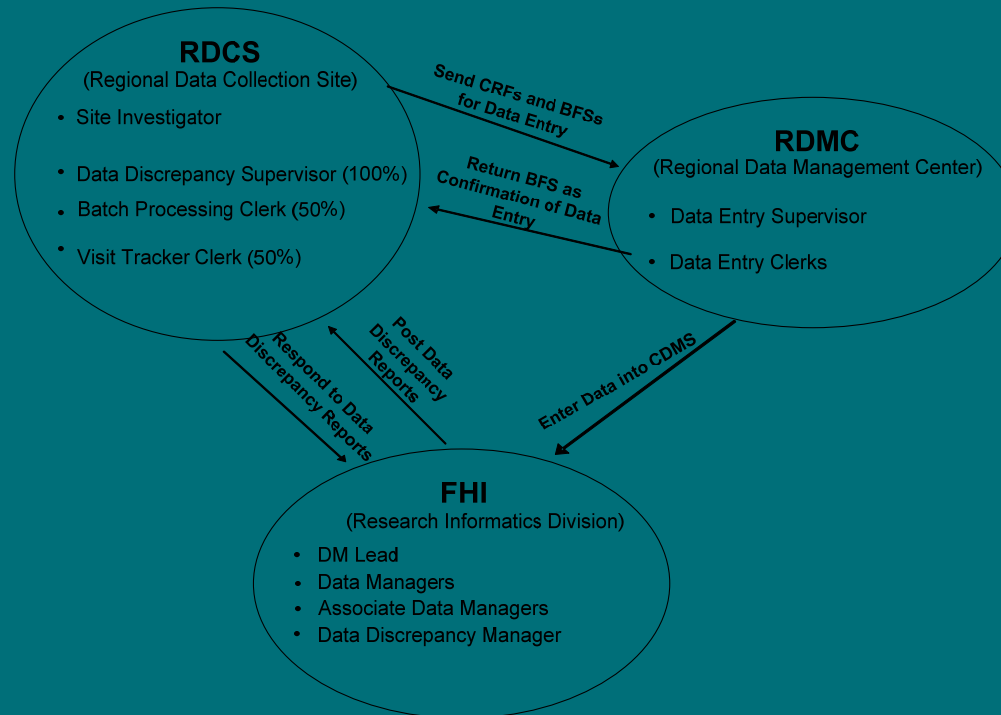 RDCS
(Regional Data Collection Site)
• Site Investigator
• Data Discrepancy Supervisor (100%)
• Batch Processing Clerk (50%)
• Visit Tracker Clerk (50%)
Send CRFs and BFSs
for Data Entry
Return BFS as
Confirmation of Data
Entry
RDMC
(Regional Data Management Center)
• Data Entry Supervisor
• Data Entry Clerks
Respond to Data
Discrepancy Reports
Post Data
Discrepancy
Reports
Enter Data into CDMS
FHI
(Research Informatics Division)
• DM Lead
• Data Managers
• Associate Data Managers
• Data Discrepancy Manager